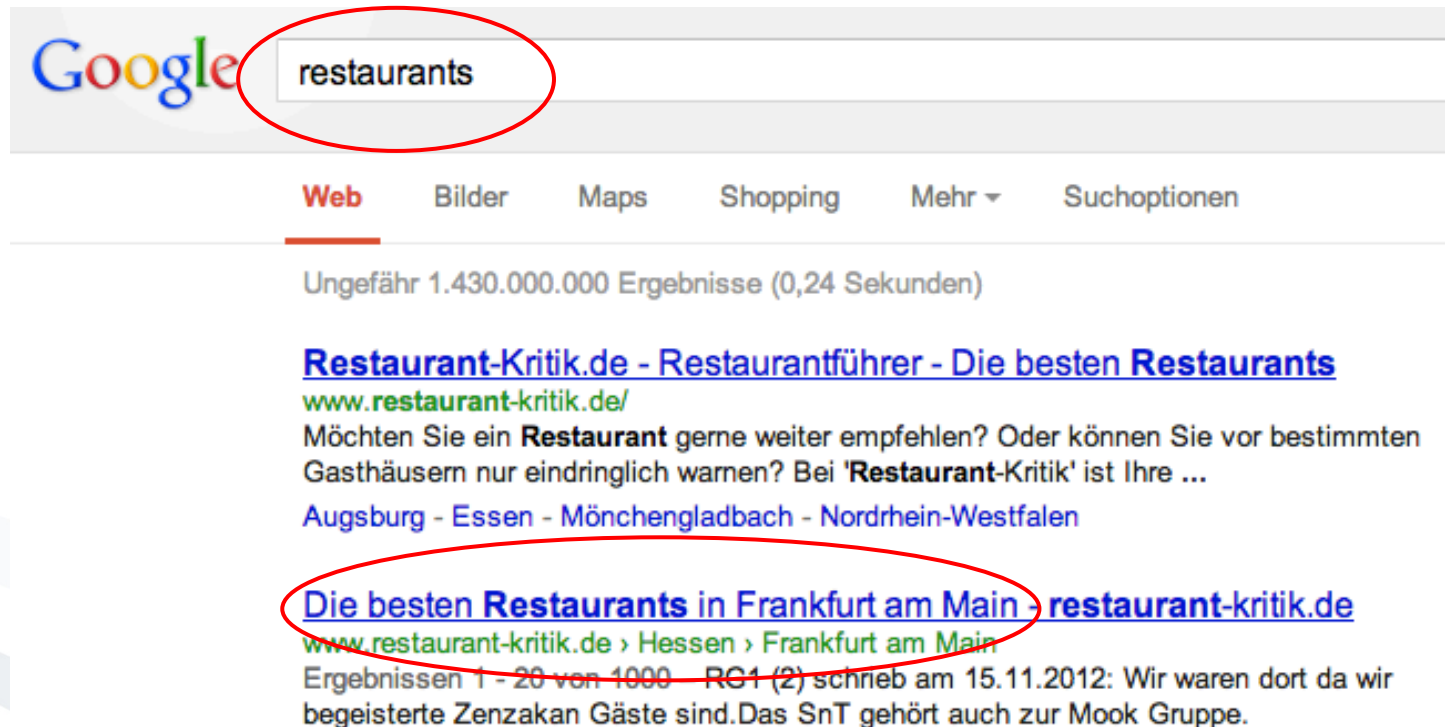 Google restaurants
Web Bilder Maps Shopping Mehr Suchoptionen
Ungefähr 1.430.000.000 Ergebnisse (0,24 Sekunden)
Restaurant-Kritik.de - Restaurantführer - Die besten Restaurants
www.restaurant-kritik.de/
Möchten Sie ein Restaurant gerne weiter empfehlen? Oder können Sie vor bestimmten
Gasthäusern nur eindringlich warnen? Bei 'Restaurant-Kritik' ist Ihre ...
Augsburg - Essen - Mönchengladbach - Nordrhein-Westfalen
Die besten Restaurants in Frankfurt am Main - restaurant-kritik.de
www.restaurant-kritik.de › Hessen › Frankfurt am Main
Ergebnissen 1 - 20 von 1000 – RG1 (2) schrieb am 15.11.2012: Wir waren dort da wir
begeisterte Zenzakan Gäste sind.Das SnT gehört auch zur Mook Gruppe.